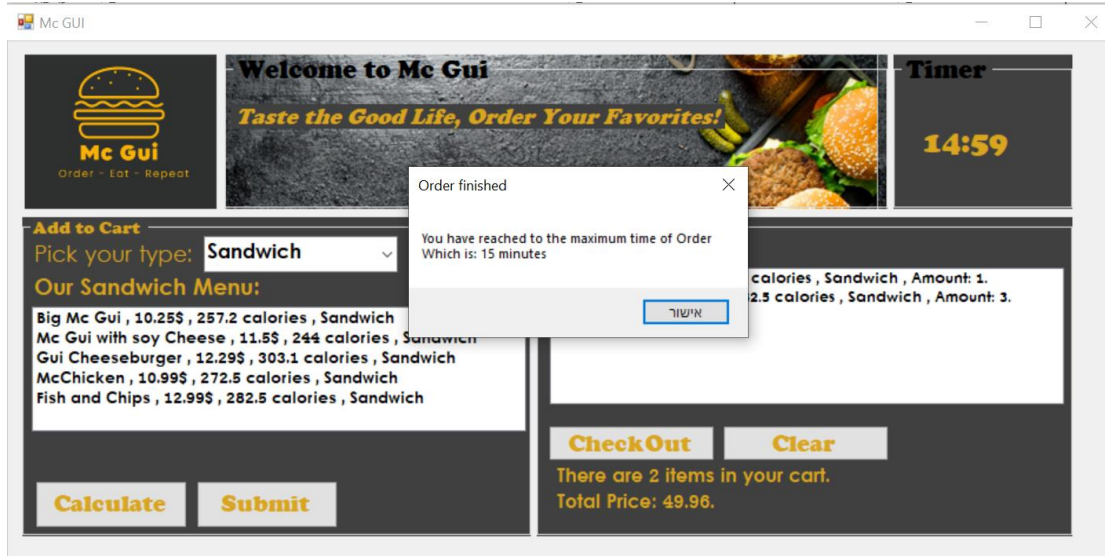 Mc GUI
Mc Gui
Order - Eat - Repeat
Welcome to Mc Gui
Taste the Good Life, Order Your Favorites!
Timer
14:59
Order finished
You have reached to the maximum time of Order
Which is: 15 minutes
אישור
Add to Cart
Pick your type: Sandwich
Our Sandwich Menu:
Big Mc Gui , 10.25$ , 257.2 calories , Sandwich
Mc Gui with soy Cheese , 11.5$ , 244 calories , Sandwich
Gui Cheeseburger , 12.29$ , 303.1 calories , Sandwich
McChicken , 10.99$ , 272.5 calories , Sandwich
Fish and Chips , 12.99$ , 282.5 calories , Sandwich
Calculate Submit
calories , Sandwich , Amount: 1.
2.5 calories , Sandwich , Amount: 3.
CheckOut Clear
There are 2 items in your cart.
Total Price: 49.96.